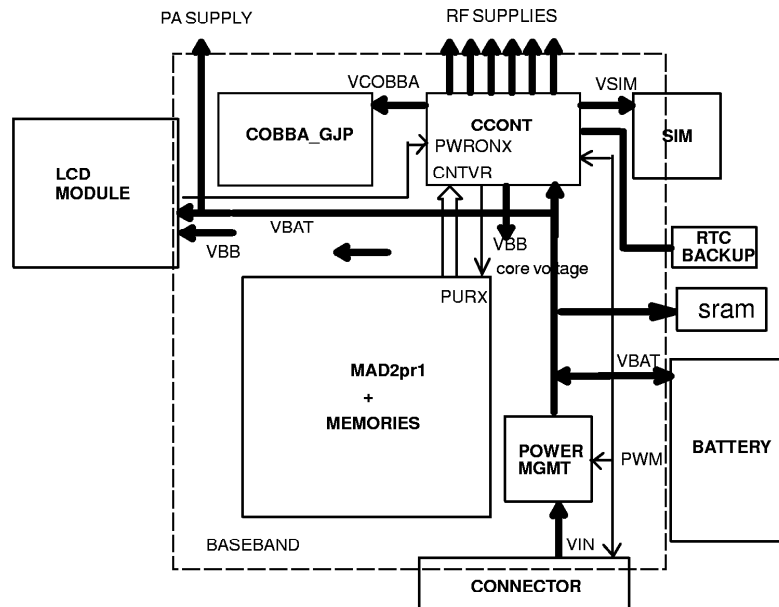 PA SUPPLY
RF SUPPLIES
VCOBBA
VSIM
COBBA_GJP
CCONT
PWRONX
CNTVR
SIM
LCD
MODULE
VBAT
VBB
VBB
core voltage
RTC
BACKUP
PURX
sram
MAD2pr1
+
MEMORIES
VBAT
POWER
MGMT
PWM
BATTERY
BASEBAND
VIN
CONNECTOR